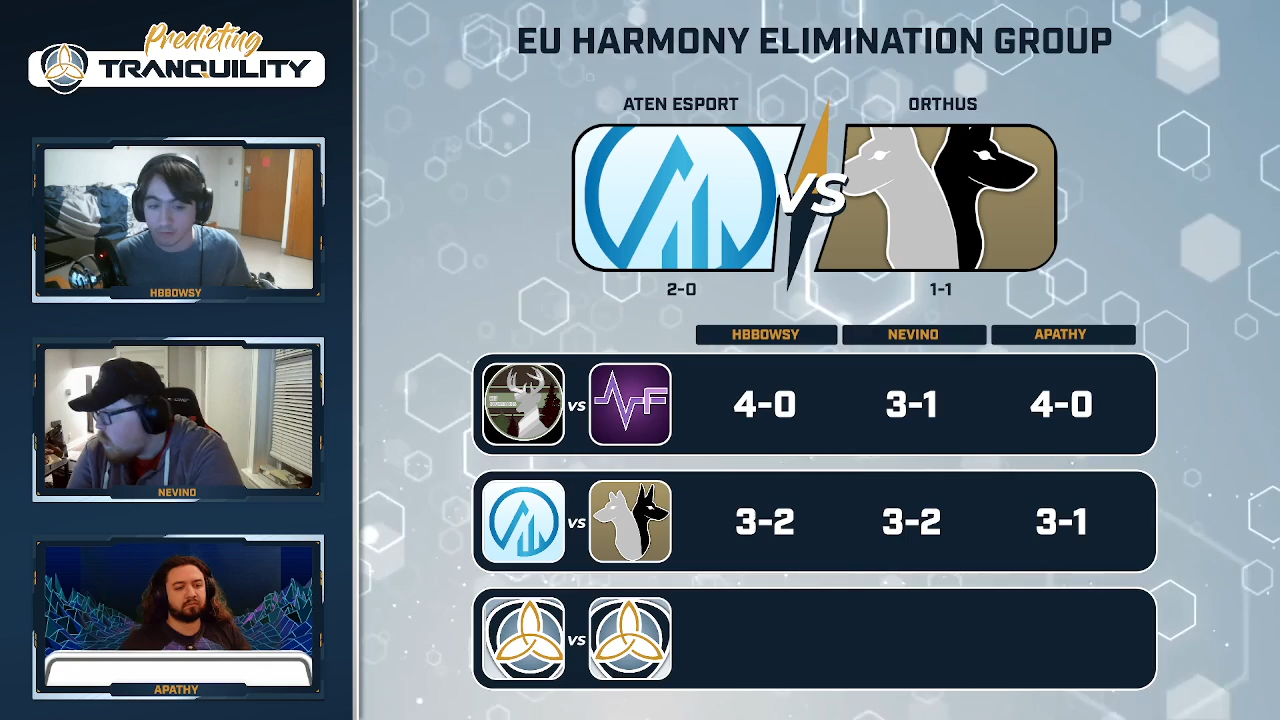 Predicting
TRANQUILITY
HBBOWSY
NEVINO
APATHY
EU HARMONY ELIMINATION GROUP
ATEN ESPORT
ORTHUS
VS
2-0
1-1
HBBOWSY
NEVINO
APATHY
VS
F
4-0
3-1
4-0
VS
3-2
3-2
3-1
VS